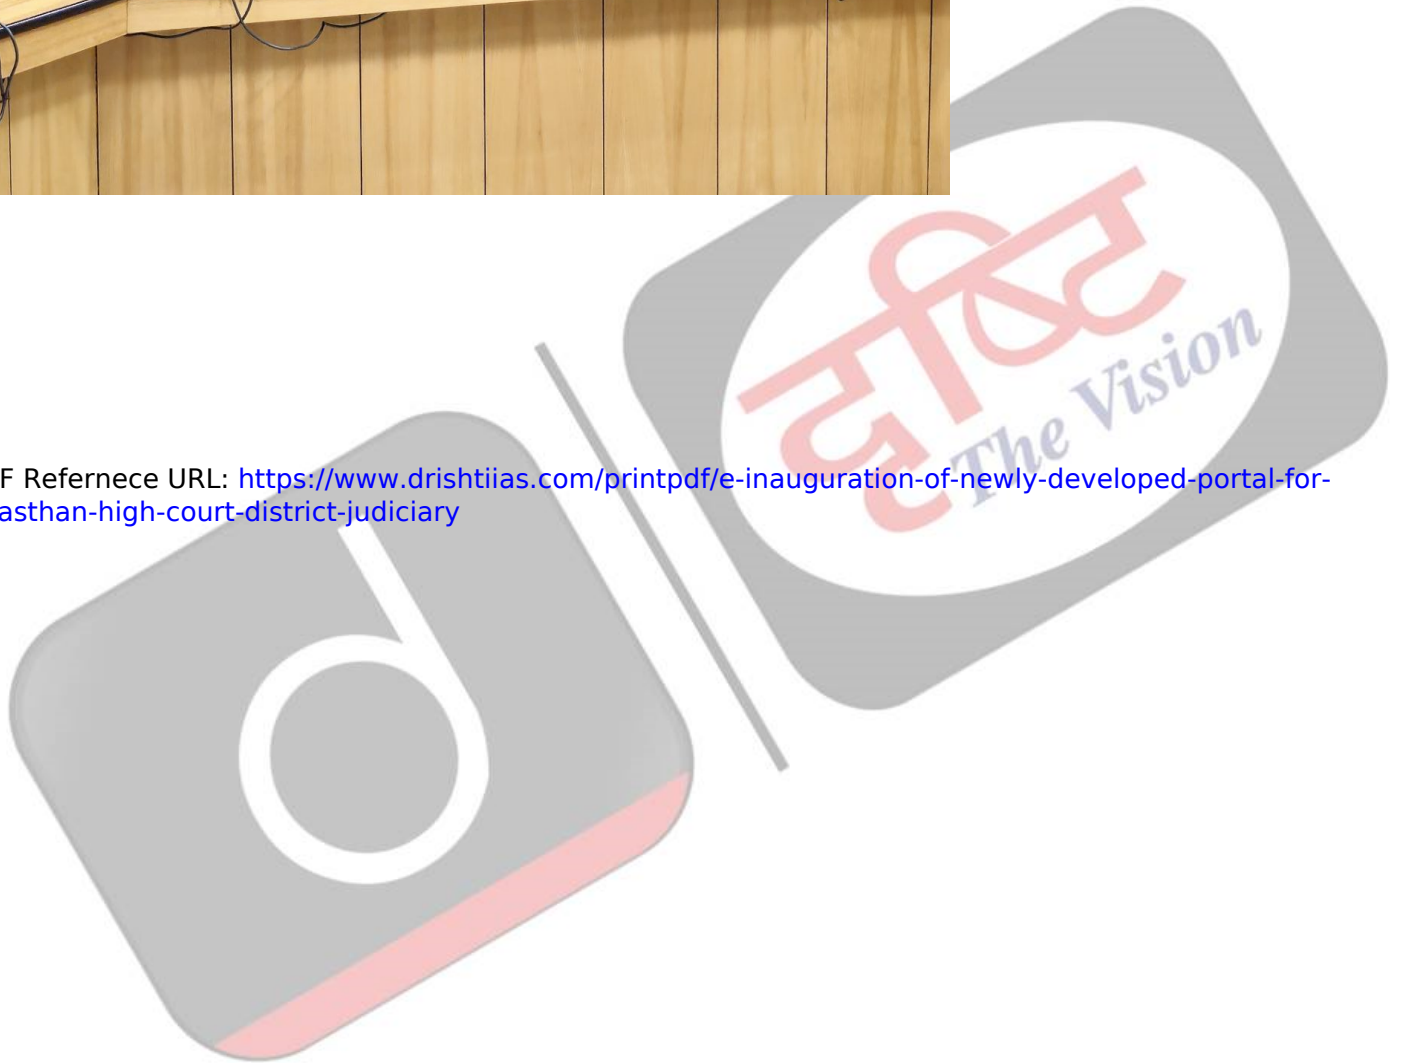 दृष्टि
The Vision
F Refernece URL: https://www.drishtiias.com/printpdf/e-inauguration-of-newly-developed-portal-for-
asthan-high-court-district-judiciary
d